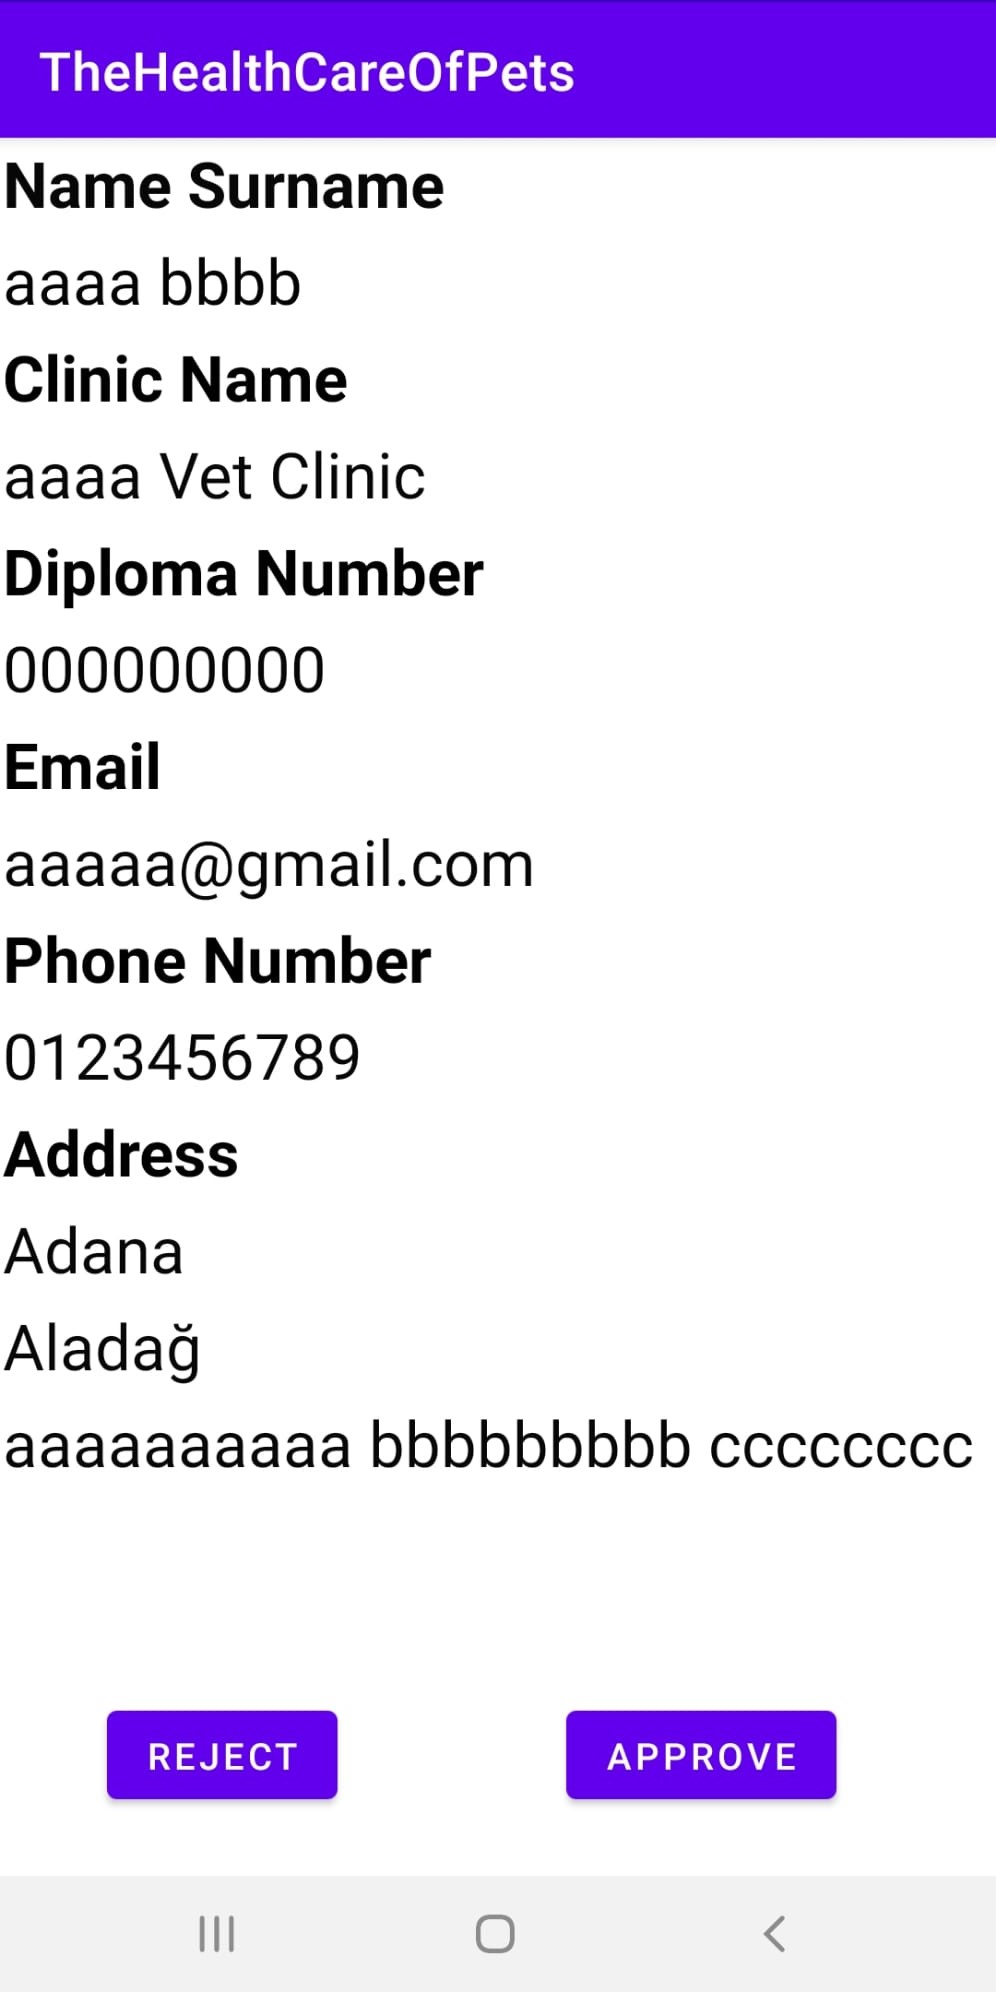 TheHealthCareOfPets
Name Surname
aaaa bbbb
Clinic Name
aaaa Vet Clinic
Diploma Number
000000000
Email
aaaaa@gmail.com
Phone Number
0123456789
Address
Adana
Aladağ
aaaaaaaaaa bbbbbbbbb cccccccc
REJECT
APPROVE